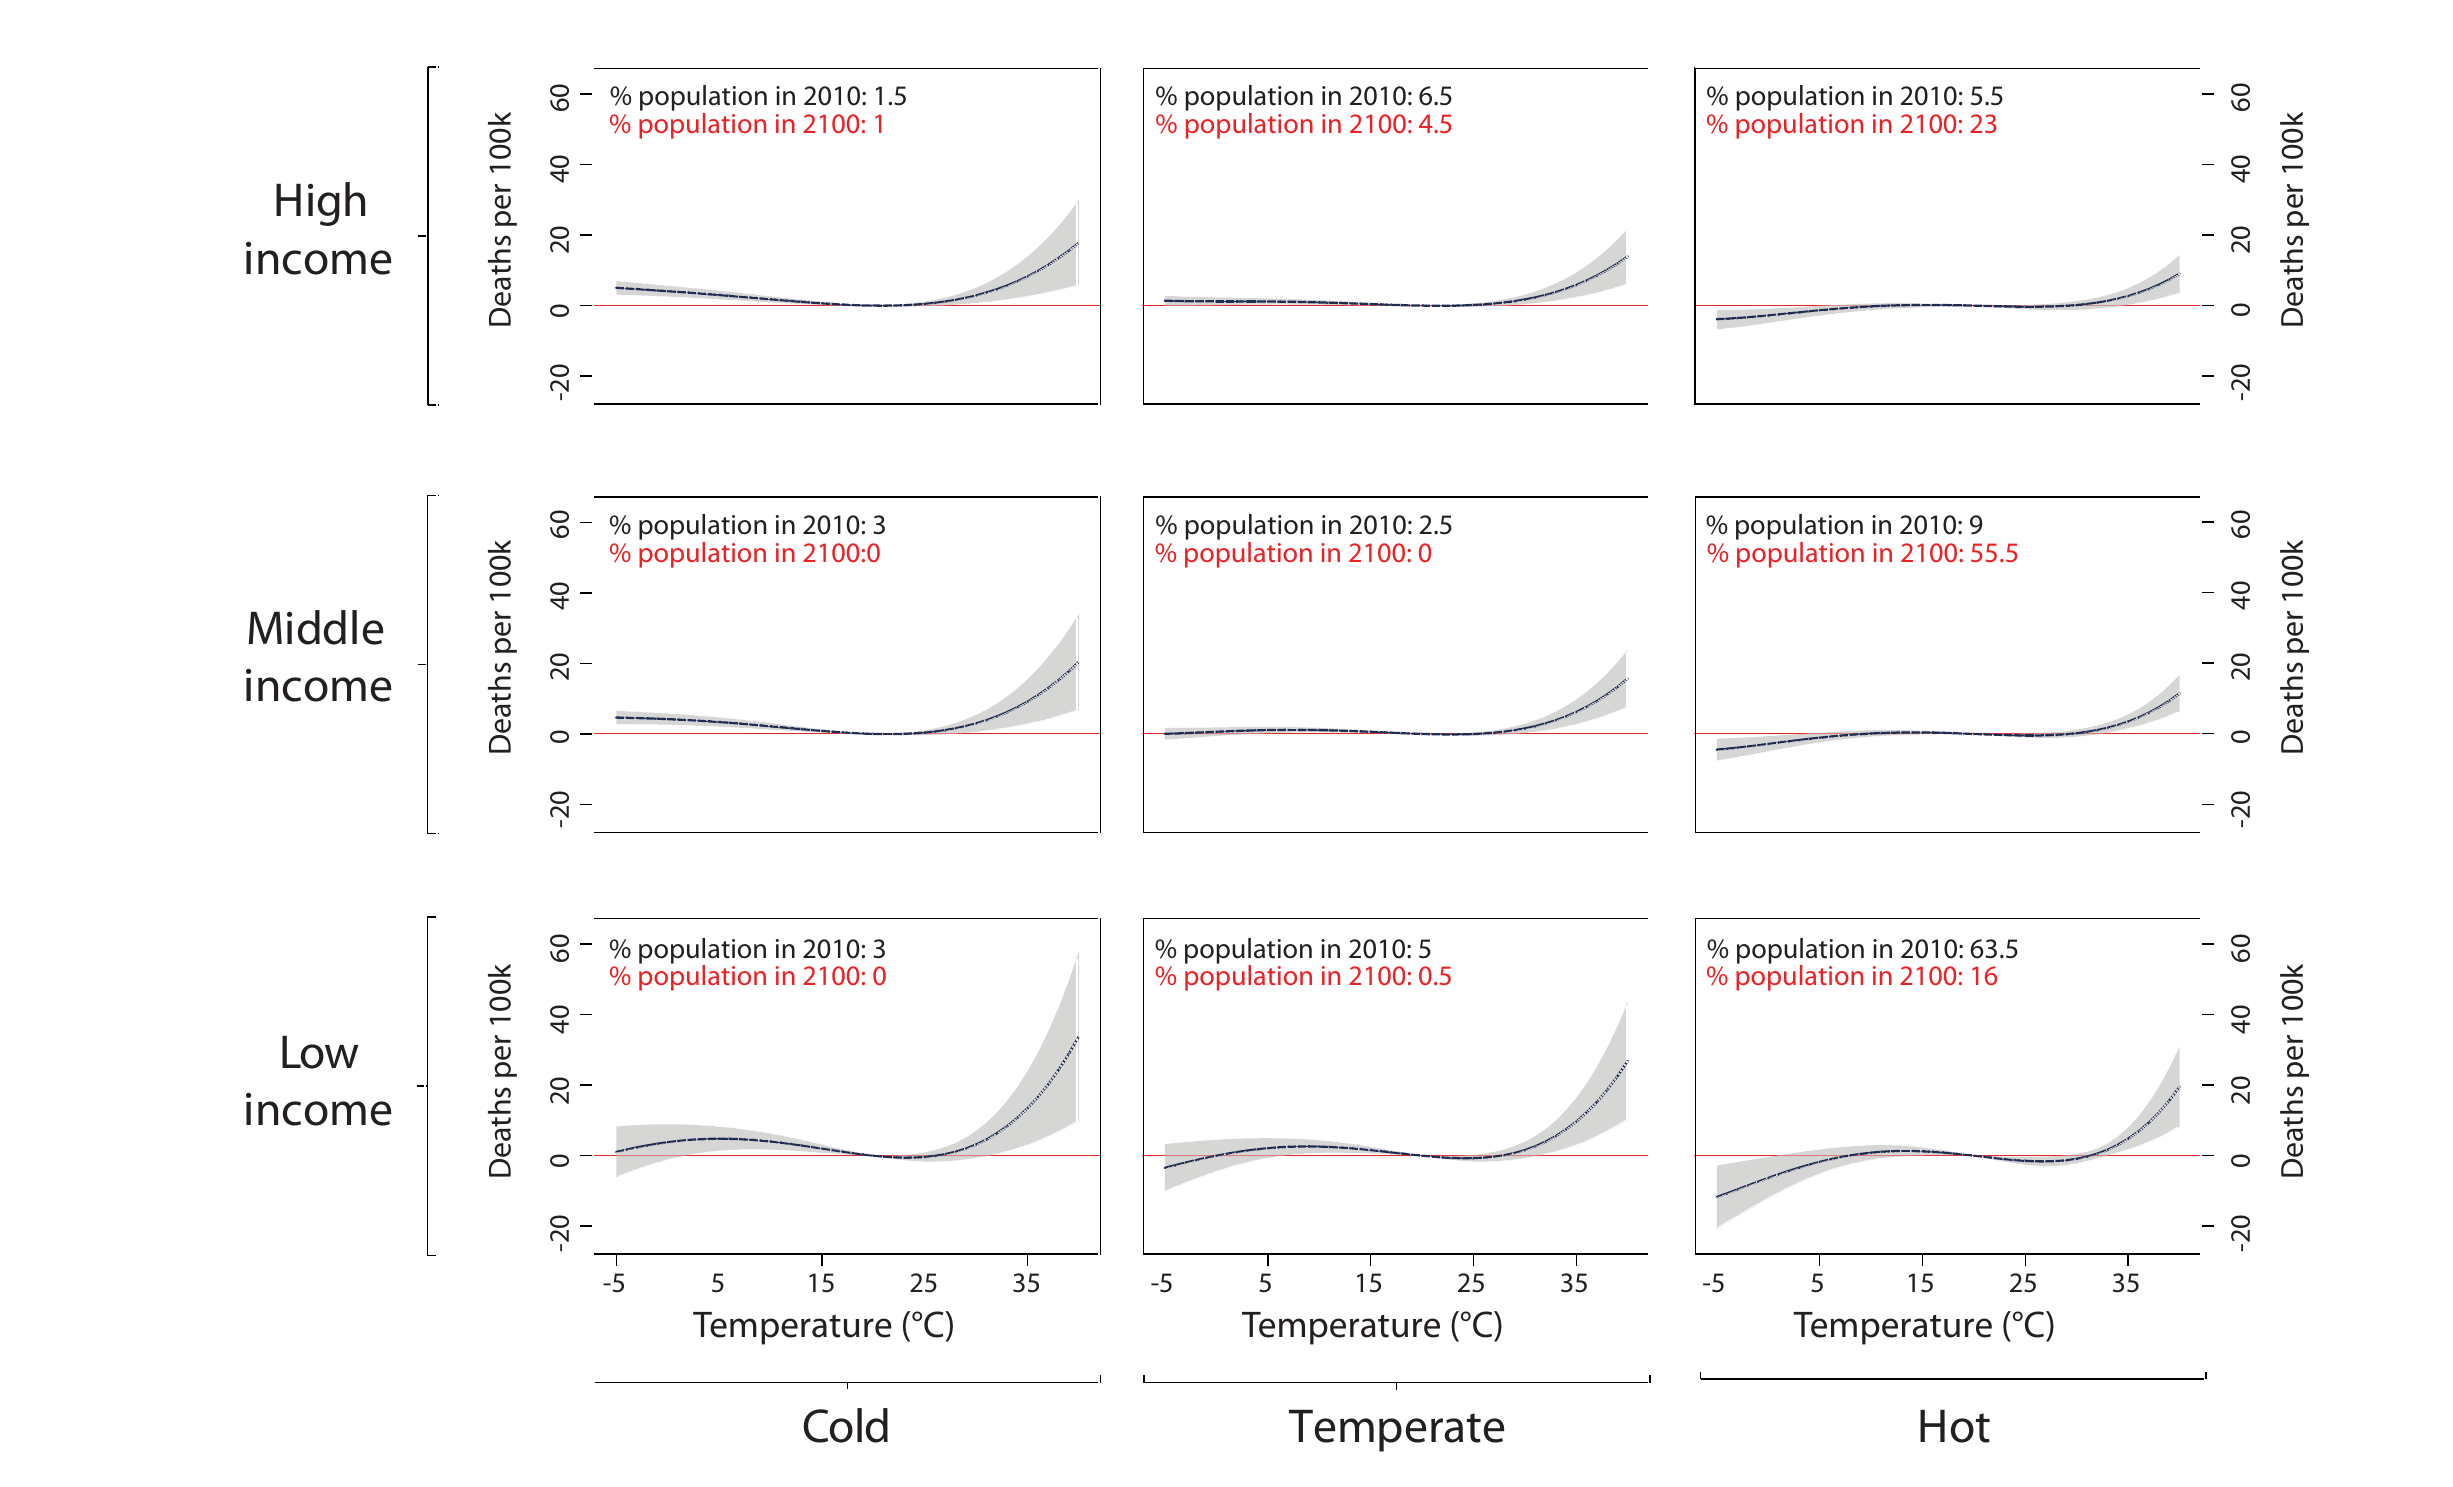 High
income
Deaths per 100k
60
40
20
0
-20
% population in 2010: 1.5
% population in 2100: 1
% population in 2010: 6.5
% population in 2100: 4.5
% population in 2010: 5.5
% population in 2100: 23
60
40
20
0
-20
Deaths per 100k
Middle
income
Deaths per 100k
60
40
20
0
-20
% population in 2010: 3
% population in 2100:0
% population in 2010: 2.5
% population in 2100: 0
% population in 2010: 9
% population in 2100: 55.5
60
40
20
0
-20
Deaths per 100k
Low
income
Deaths per 100k
60
40
20
0
-20
% population in 2010: 3
% population in 2100: 0
% population in 2010: 5
% population in 2100: 0.5
% population in 2010: 63.5
% population in 2100: 16
60
40
20
0
-20
Deaths per 100k
-5 5 15 25 35
-5 5 15 25 35
-5 5 15 25 35
Temperature (°C)
Temperature (°C)
Temperature (°C)
Cold
Temperate
Hot